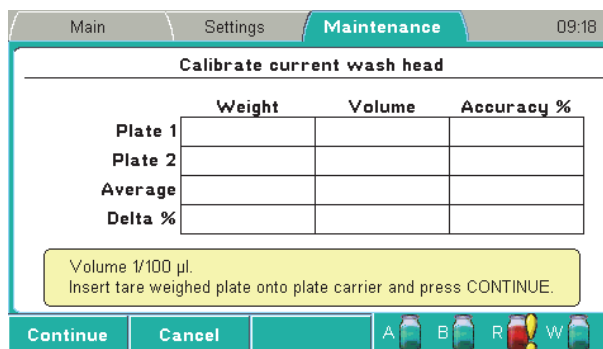 Main Settings Maintenance 09:18
Calibrate current wash head
Weight Volume Accuracy %
Plate 1
Plate 2
Average
Delta %
Volume 1/100 µl.
Insert tare weighed plate onto plate carrier and press CONTINUE.
Continue Cancel A B R W